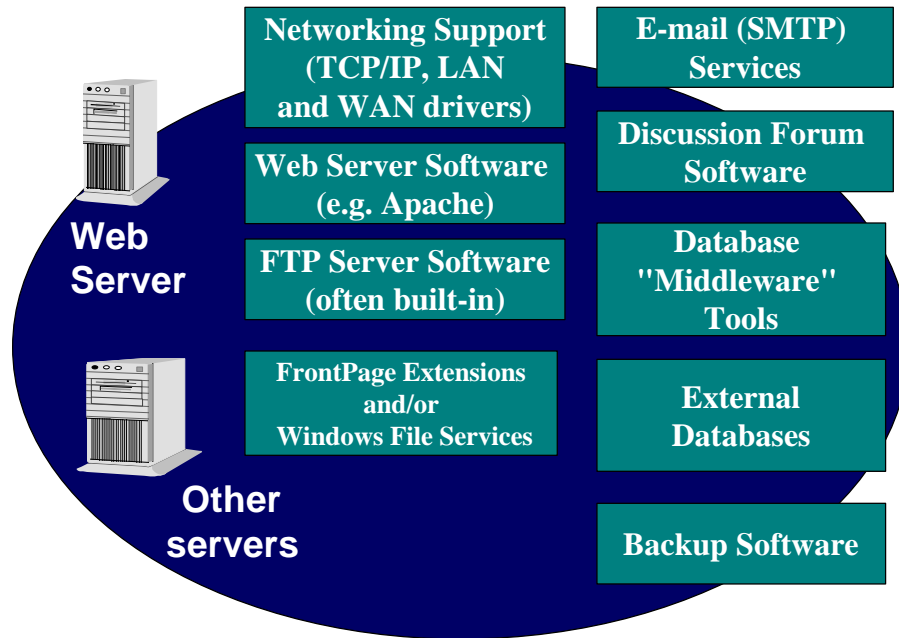 Networking Support
(TCP/IP, LAN
and WAN drivers)
Web Server Software
(e.g. Apache)
FTP Server Software
(often built-in)
FrontPage Extensions
and/or
Windows File Services
E-mail (SMTP)
Services
Discussion Forum
Software
Database
"Middleware"
Tools
External
Databases
Backup Software
Web
Server
Other
servers